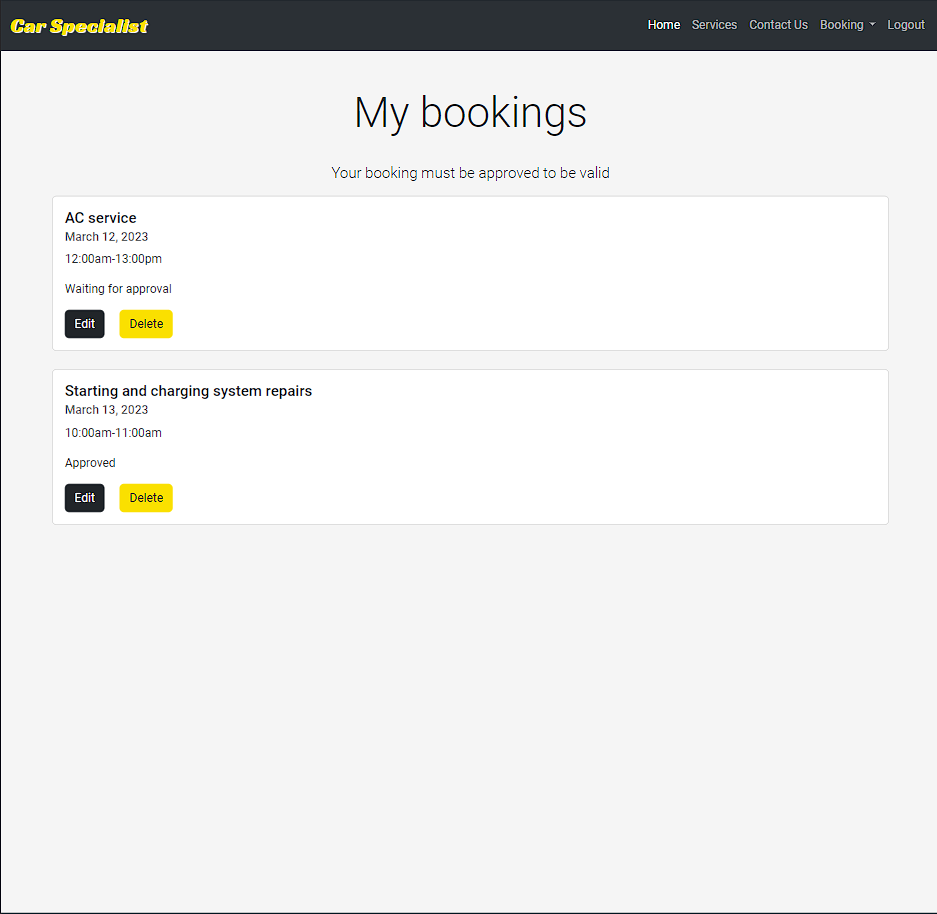 Car Specialist
Home Services Contact Us Booking Logout
My bookings
Your booking must be approved to be valid
AC service
March 12, 2023
12:00am-13:00pm
Waiting for approval
Edit Delete
Starting and charging system repairs
March 13, 2023
10:00am-11:00am
Approved
Edit Delete